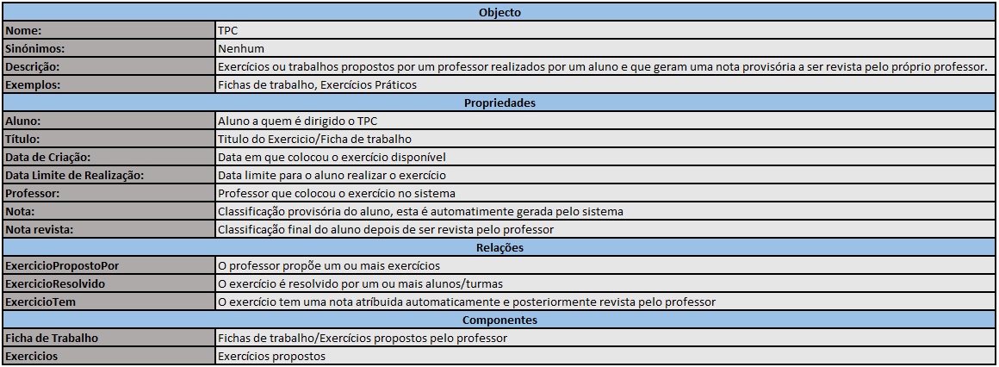 Objecto
Nome: TPC
Sinónimos: Nenhum
Descrição: Exercícios ou trabalhos propostos por um professor realizados por um aluno e que geram uma nota provisória a ser revista pelo próprio professor.
Exemplos: Fichas de trabalho, Exercícios Práticos
Propriedades
Aluno: Aluno a quem é dirigido o TPC
Título: Titulo do Exercicio/Ficha de trabalho
Data de Criação: Data em que colocou o exercício disponível
Data Limite de Realização: Data limite para o aluno realizar o exercício
Professor: Professor que colocou o exercício no sistema
Nota: Classificação provisória do aluno, esta é automatimente gerada pelo sistema
Nota revista: Classificação final do aluno depois de ser revista pelo professor
Relações
ExercicioPropostoPor O professor propõe um ou mais exercícios
ExercicioResolvido O exercício é resolvido por um ou mais alunos/turmas
ExercicioTem O exercício tem uma nota atríbuida automaticamente e posteriormente revista pelo professor
Componentes
Ficha de Trabalho Fichas de trabalho/Exercícios propostos pelo professor
Exercicios Exercícios propostos